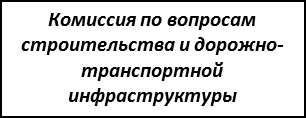 Комиссия по вопросам
строительства и дорожно-
транспортной
инфраструктуры